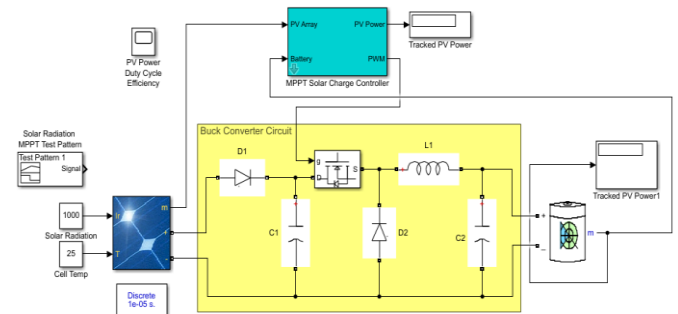 PV Array
PV Power
Battery
PWM
MPPT Solar Charge Controller
Tracked PV Power
PV Power
Duty Cycle
Efficiency
Solar Radiation
MPPT Test Pattern
Test Pattern 1
Signal
Buck Converter Circuit
D1
g
D
S
L1
C1
D2
C2
Tracked PV Power1
1000
Ir
m
Solar Radiation
+
25
T
-
Cell Temp
+
m
_
Discrete
1e-05 s.